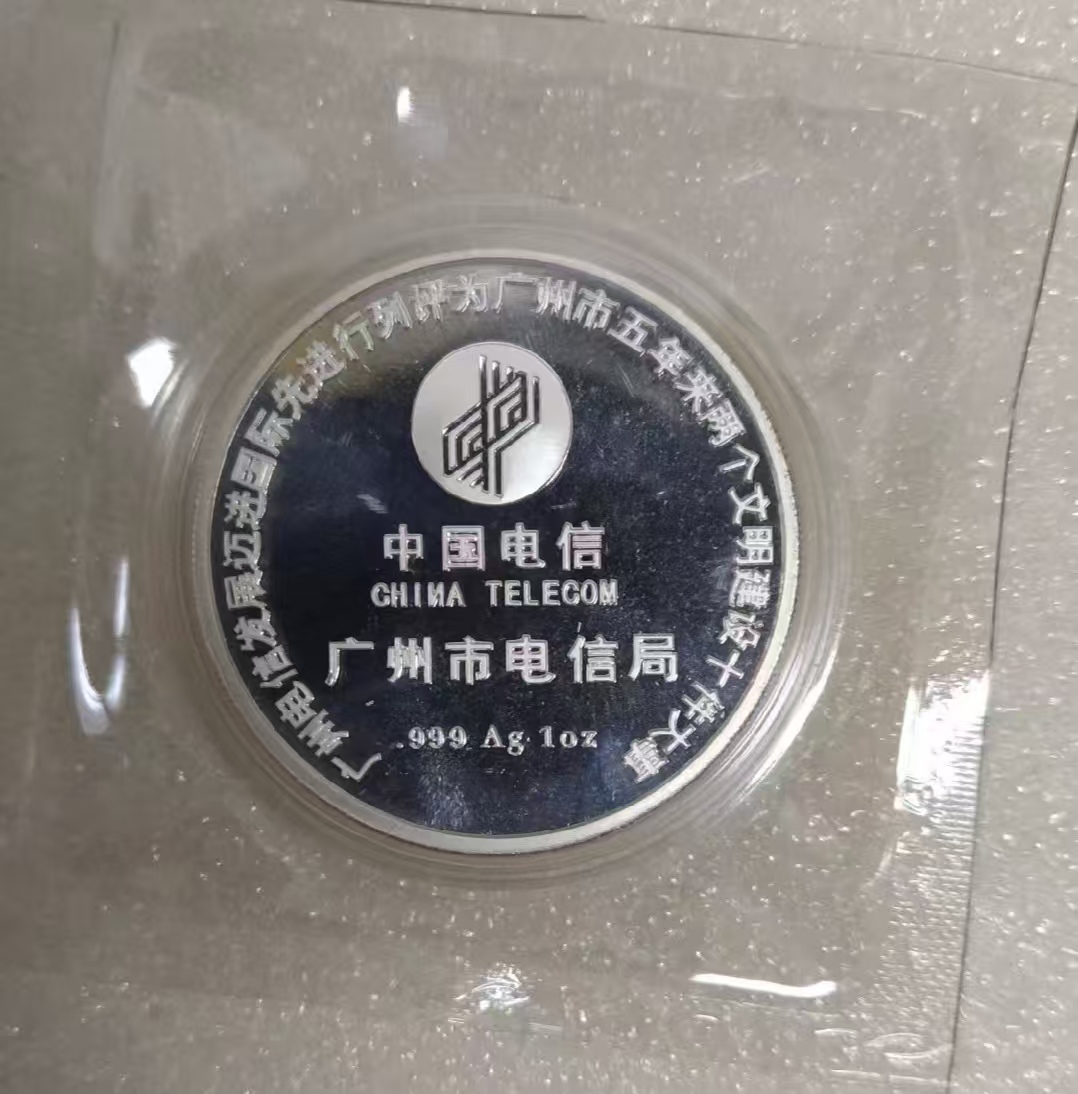 广州电信发展迈进国际先进行列评为广州市五年来两个文明建设十件大事
中国电信
CHINA TELECOM
广州市电信局
.999 Ag 1oz